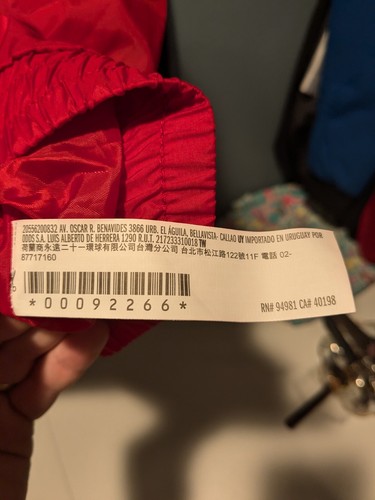 20556200832 AV. OSCAR R. BENAVIDES 3866 URB. EL ÁGUILA, BELLAVISTA- CALLAO UY IMPORTADO EN URUGUAY POR
DODS S.A. LUIS ALBERTO DE HERRERA 1290 R.U.T. 217233310018 TW
荷蘭商永遠二十一環球有限公司台灣分公司 台北市松江路122號11F 電話 02-
87717160
*00092266*
RN# 94981 CA# 40198